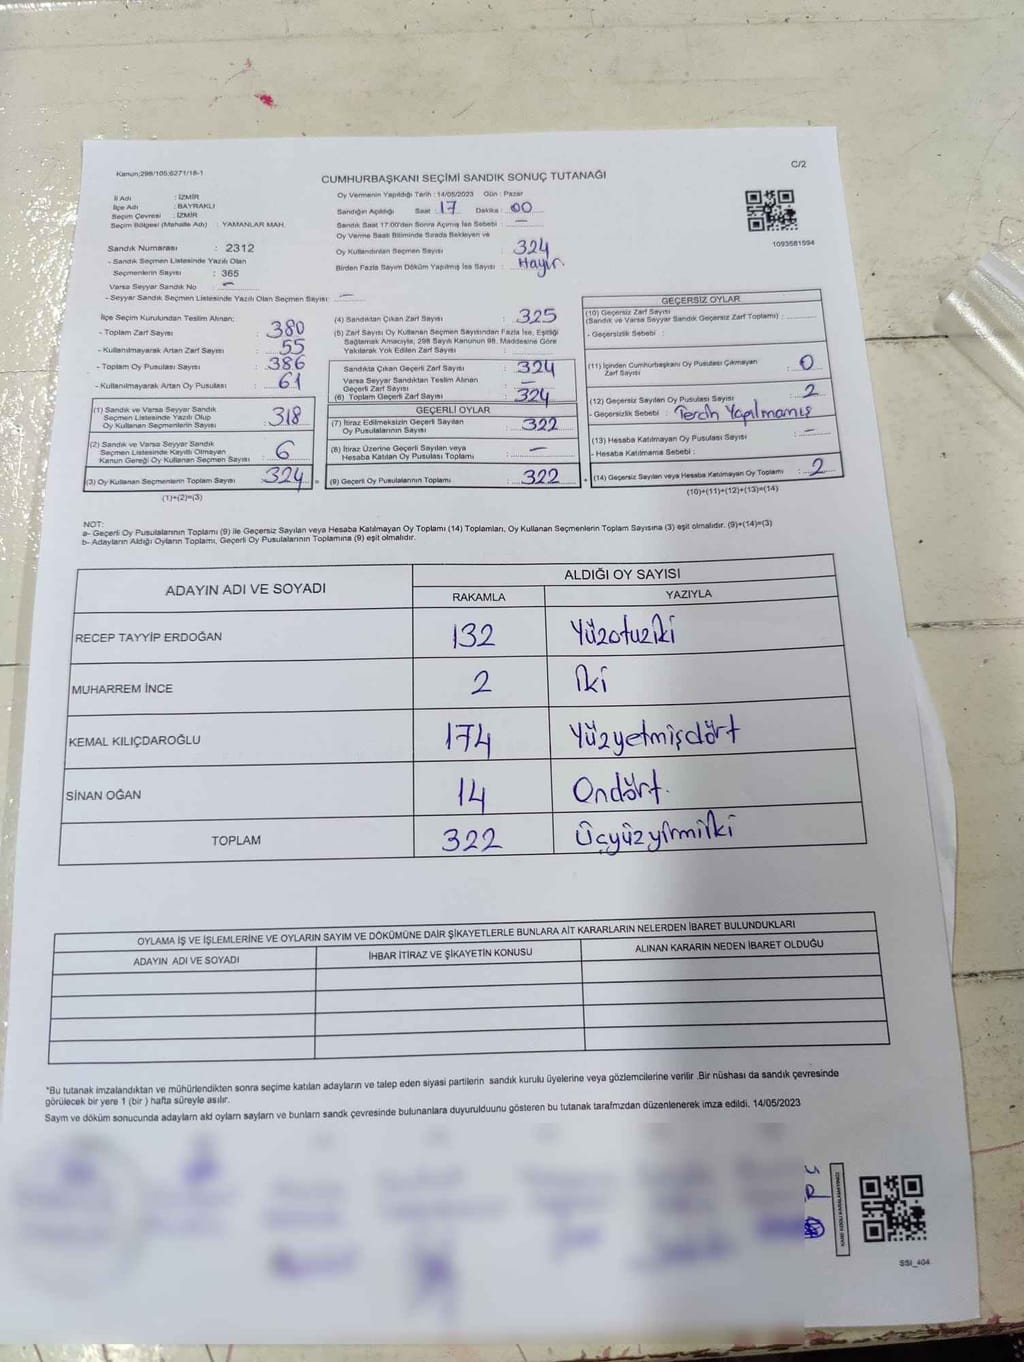 Kanun;298/105;6271/18-1
C/2
CUMHURBAŞKANI SEÇİMİ SANDIK SONUÇ TUTANAĞI
İl Adı : İZMİR
İlçe Adı : BAYRAKLI
Seçim Çevresi : İZMİR
Seçim Bölgesi (Mahalle Adı) : YAMANLAR MAH.
Sandık Numarası : 2312
- Sandık Seçmen Listesinde Yazılı Olan
Seçmenlerin Sayısı : 365
Varsa Seyyar Sandık No : -
- Seyyar Sandık Seçmen Listesinde Yazılı Olan Seçmen Sayısı : -
Oy Vermenin Yapıldığı Tarih : 14/05/2023 Gün : Pazar
Sandığın Açıldığı Saat : 17 Dakika : 00
Sandık Saat 17:00'den Sonra Açımış İse Sebebi : -
Oy Verme Saati Bitiminde Sırada Bekleyen ve
Oy Kullandırılan Seçmen Sayısı : 324
Birden Fazla Sayım Döküm Yapılmış İse Sayısı : Hayır
1093581594
İlçe Seçim Kurulundan Teslim Alınan;
- Toplam Zarf Sayısı : 380
- Kullanılmayarak Artan Zarf Sayısı : 55
- Toplam Oy Pusulası Sayısı : 386
- Kullanılmayarak Artan Oy Pusulası : 61
(1) Sandık ve Varsa Seyyar Sandık
Seçmen Listesinde Yazılı Olup
Oy Kullanan Seçmenlerin Sayısı : 318
(2) Sandık ve Varsa Seyyar Sandık
Seçmen Listesinde Kayıtlı Olmayan
Kanun Gereği Oy Kullanan Seçmen Sayısı : 6
(3) Oy Kullanan Seçmenlerin Toplam Sayısı : 324
(1)+(2)=(3)
(4) Sandıktan Çıkan Zarf Sayısı : 325
(5) Zarf Sayısı Oy Kullanan Seçmen Sayısından Fazla İse, Eşitliği
Sağlamak Amacıyla, 298 Sayılı Kanunun 98. Maddesine Göre
Yakılarak Yok Edilen Zarf Sayısı :
Sandıkta Çıkan Geçerli Zarf Sayısı : 324
Varsa Seyyar Sandıktan Teslim Alınan
Geçerli Zarf Sayısı : -
(6) Toplam Geçerli Zarf Sayısı : 324
GEÇERLİ OYLAR
(7) İtiraz Edilmeksizin Geçerli Sayılan
Oy Pusulalarının Sayısı : 322
(8) İtiraz Üzerine Geçerli Sayılan veya
Hesaba Katılan Oy Pusulası Toplamı : -
(9) Geçerli Oy Pusulalarının Toplamı : 322
GEÇERSİZ OYLAR
(10) Geçersiz Zarf Sayısı
(Sandık ve Varsa Seyyar Sandık Geçersiz Zarf Toplamı) :
- Geçersizlik Sebebi :
(11) İçinden Cumhurbaşkanı Oy Pusulası Çıkmayan
Zarf Sayısı : 0
(12) Geçersiz Sayılan Oy Pusulası Sayısı : 2
- Geçersizlik Sebebi : Tercih Yapılmamış
(13) Hesaba Katılmayan Oy Pusulası Sayısı : -
- Hesaba Katılmama Sebebi :
(14) Geçersiz Sayılan veya Hesaba Katılmayan Oy Toplamı : 2
(10)+(11)+(12)+(13)=(14)
NOT:
a- Geçerli Oy Pusulalarının Toplamı (9) ile Geçersiz Sayılan veya Hesaba Katılmayan Oy Toplamı (14) Toplamları, Oy Kullanan Seçmenlerin Toplam Sayısına (3) eşit olmalıdır. (9)+(14)=(3)
b- Adayların Aldığı Oyların Toplamı, Geçerli Oy Pusulalarının Toplamına (9) eşit olmalıdır.
ADAYIN ADI VE SOYADI
ALDIĞI OY SAYISI
RAKAMLA YAZIYLA
RECEP TAYYİP ERDOĞAN 132 Yüzotuziki
MUHARREM İNCE 2 İki
KEMAL KILIÇDAROĞLU 174 Yüzyetmişdört
SİNAN OĞAN 14 Ondört.
TOPLAM 322 Üçyüzyirmiiki
OYLAMA İŞ VE İŞLEMLERİNE VE OYLARIN SAYIM VE DÖKÜMÜNE DAİR ŞİKAYETLERLE BUNLARA AİT KARARLARIN NELERDEN İBARET BULUNDUKLARI
ADAYIN ADI VE SOYADI İHBAR İTİRAZ VE ŞİKAYETİN KONUSU ALINAN KARARIN NEDEN İBARET OLDUĞU
*Bu tutanak imzalandıktan ve mühürlendikten sonra seçime katılan adayların ve talep eden siyasi partilerin sandık kurulu üyelerine veya gözlemcilerine verilir .Bir nüshası da sandık çevresinde
görülecek bir yere 1 (bir ) hafta süreyle asılır.
Saym ve döküm sonucunda adaylarn ald oylarn saylarn ve bunlarn sandk çevresinde bulunanlara duyurulduunu gösteren bu tutanak tarafmzdan düzenlenerek imza edildi. 14/05/2023
SSI_404